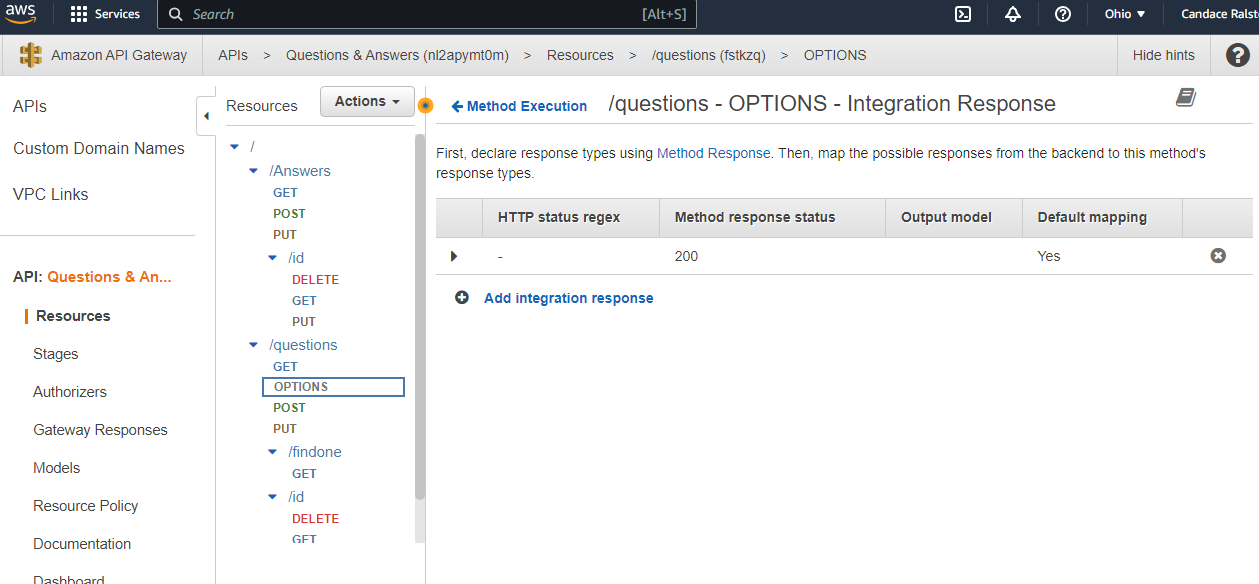 aws Services Search [Alt+S] Ohio Candace Ralst
Amazon API Gateway APIs > Questions & Answers (nl2apymt0m) > Resources > /questions (fstkzq) > OPTIONS Hide hints
APIs
Custom Domain Names
VPC Links
API: Questions & An...
Resources
Stages
Authorizers
Gateway Responses
Models
Resource Policy
Documentation
Dashboard
Resources Actions
/
/Answers
GET
POST
PUT
/id
DELETE
GET
PUT
/questions
GET
OPTIONS
POST
PUT
/findone
GET
/id
DELETE
GET
Method Execution /questions - OPTIONS - Integration Response
First, declare response types using Method Response. Then, map the possible responses from the backend to this method's
response types.
HTTP status regex Method response status Output model Default mapping
- 200 Yes
Add integration response